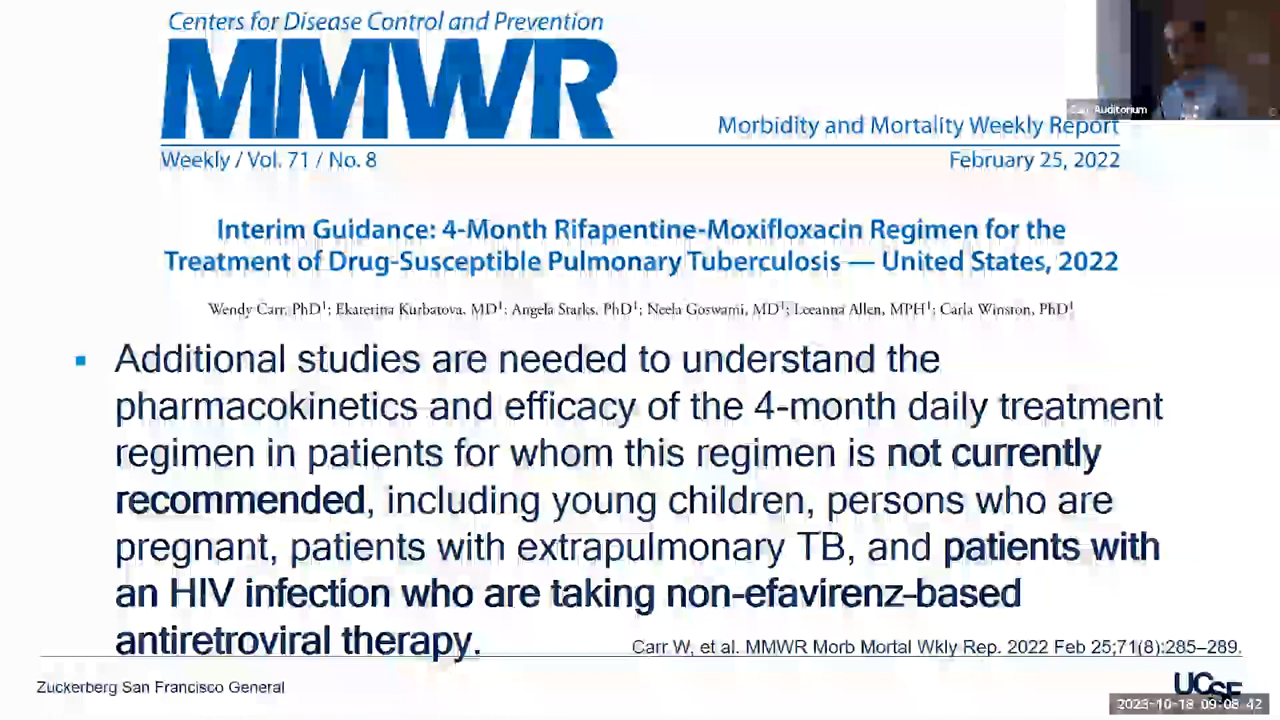 Centers for Disease Control and Prevention
MMWR
Auditorium
Morbidity and Mortality Weekly Report
Weekly / Vol. 71 / No. 8
February 25, 2022
Interim Guidance: 4-Month Rifapentine-Moxifloxacin Regimen for the
Treatment of Drug-Susceptible Pulmonary Tuberculosis — United States, 2022
Wendy Carr, PhD¹; Ekaterina Kurbatova, MD¹; Angela Starks, PhD¹; Neela Goswami, MD¹; Leeanna Allen, MPH¹; Carla Winston, PhD¹
▪ Additional studies are needed to understand the
pharmacokinetics and efficacy of the 4-month daily treatment
regimen in patients for whom this regimen is not currently
recommended, including young children, persons who are
pregnant, patients with extrapulmonary TB, and patients with
an HIV infection who are taking non-efavirenz-based
antiretroviral therapy.
Carr W, et al. MMWR Morb Mortal Wkly Rep. 2022 Feb 25;71(8):285–289.
Zuckerberg San Francisco General
UCSF
2023-10-18 09:08:42